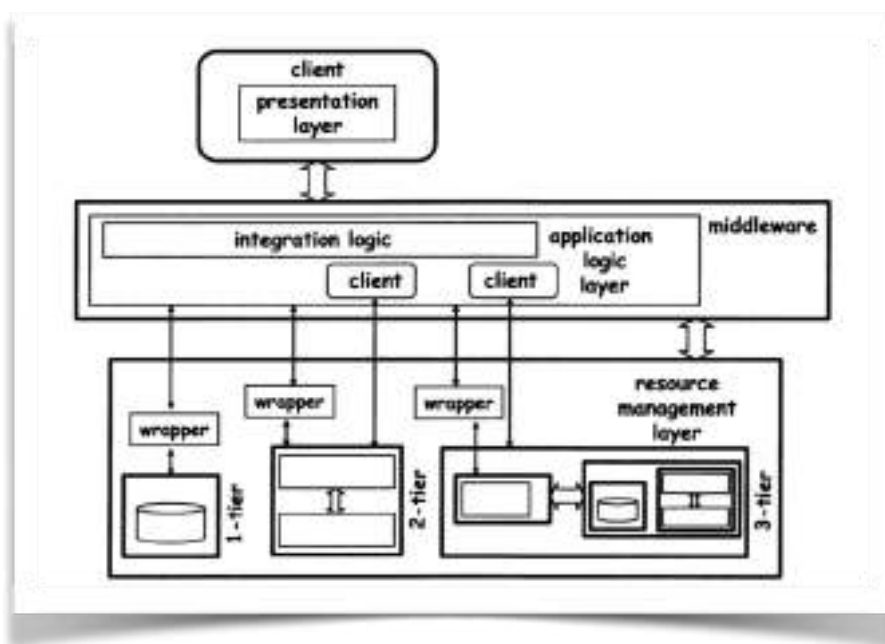 client
presentation
layer
middleware
integration logic
application
logic
layer
client
client
resource
management
layer
wrapper
wrapper
wrapper
1-tier
2-tier
3-tier